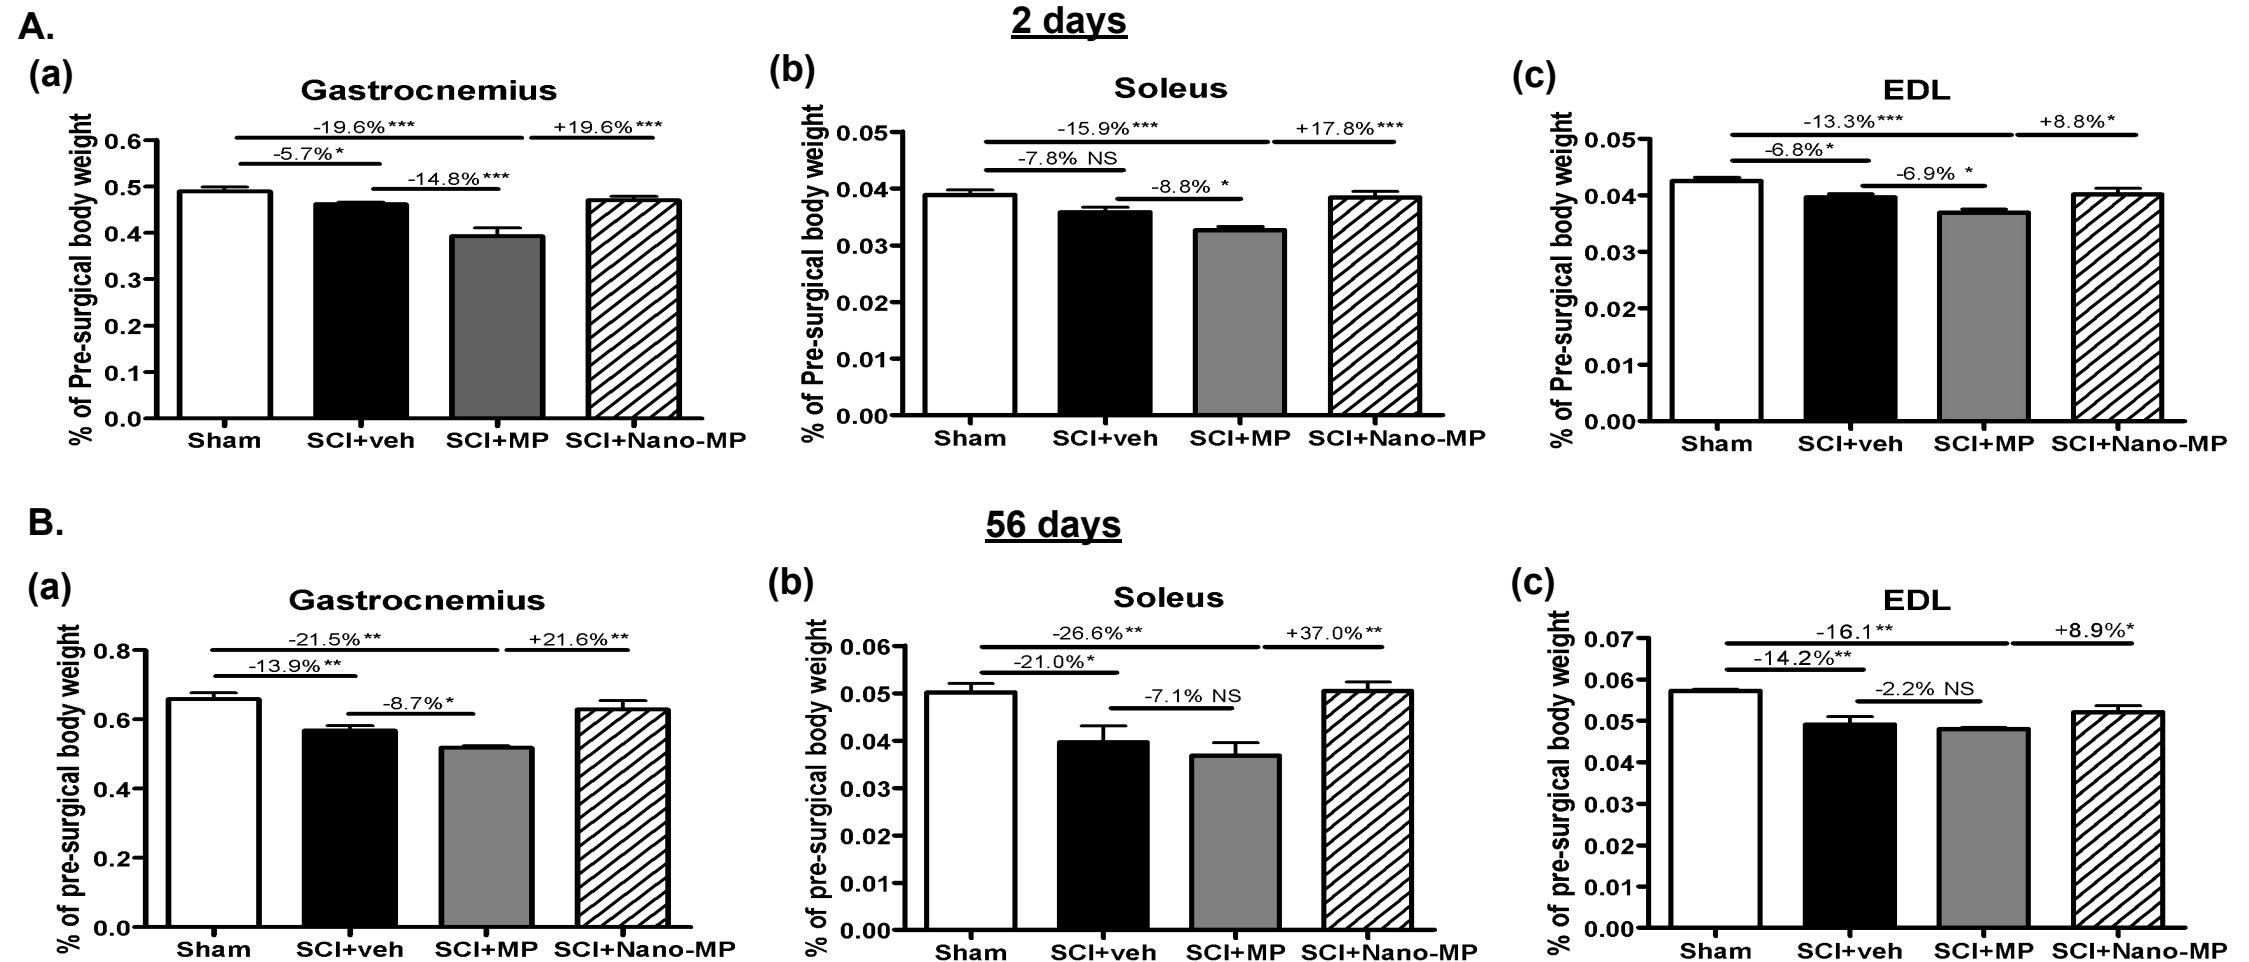 A.
2 days
(a)
Gastrocnemius
-19.6%***
+19.6%***
-5.7%*
-14.8%***
% of Pre-surgical body weight
0.6
0.5
0.4
0.3
0.2
0.1
0.0
Sham SCI+veh SCI+MP SCI+Nano-MP
(b)
Soleus
-15.9%***
+17.8%***
-7.8% NS
-8.8% *
% of Pre-surgical body weight
0.05
0.04
0.03
0.02
0.01
0.00
Sham SCI+veh SCI+MP SCI+Nano-MP
(c)
EDL
-13.3%***
+8.8%*
-6.8%*
-6.9% *
% of Pre-surgical body weight
0.05
0.04
0.03
0.02
0.01
0.00
Sham SCI+veh SCI+MP SCI+Nano-MP
B.
56 days
(a)
Gastrocnemius
-21.5%**
+21.6%**
-13.9%**
-8.7%*
% of pre-surgical body weight
0.8
0.6
0.4
0.2
0.0
Sham SCI+veh SCI+MP SCI+Nano-MP
(b)
Soleus
-26.6%**
+37.0%**
-21.0%*
-7.1% NS
% of pre-surgical body weight
0.06
0.05
0.04
0.03
0.02
0.01
0.00
Sham SCI+veh SCI+MP SCI+Nano-MP
(c)
EDL
-16.1**
+8.9%*
-14.2%**
-2.2% NS
% of pre-surgical body weight
0.07
0.06
0.05
0.04
0.03
0.02
0.01
0.00
Sham SCI+veh SCI+MP SCI+Nano-MP